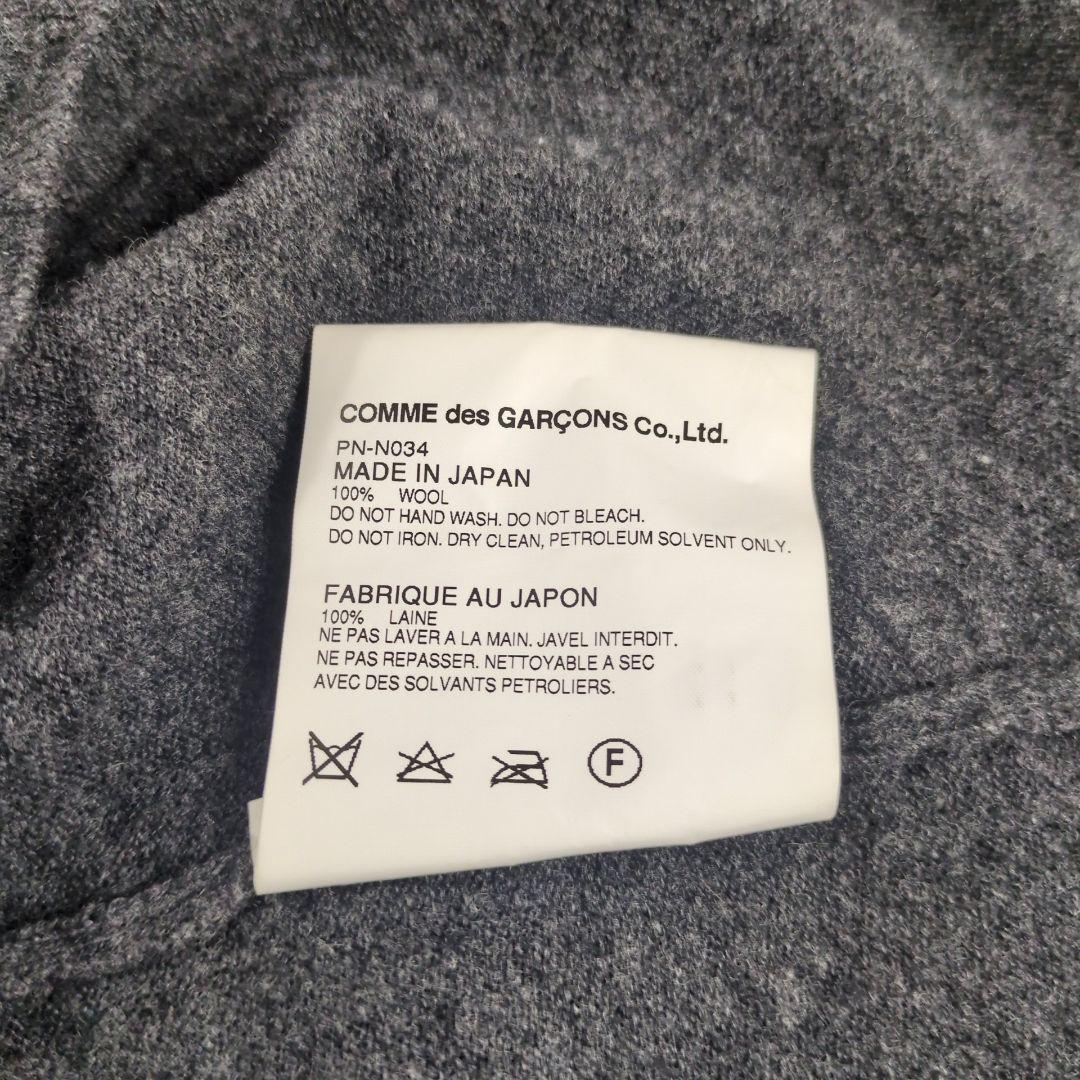 COMME des GARÇONS Co.,Ltd.
PN-N034
MADE IN JAPAN
100% WOOL
DO NOT HAND WASH. DO NOT BLEACH.
DO NOT IRON. DRY CLEAN, PETROLEUM SOLVENT ONLY.
FABRIQUE AU JAPON
100% LAINE
NE PAS LAVER A LA MAIN. JAVEL INTERDIT.
NE PAS REPASSER. NETTOYABLE A SEC
AVEC DES SOLVANTS PETROLIERS.
F